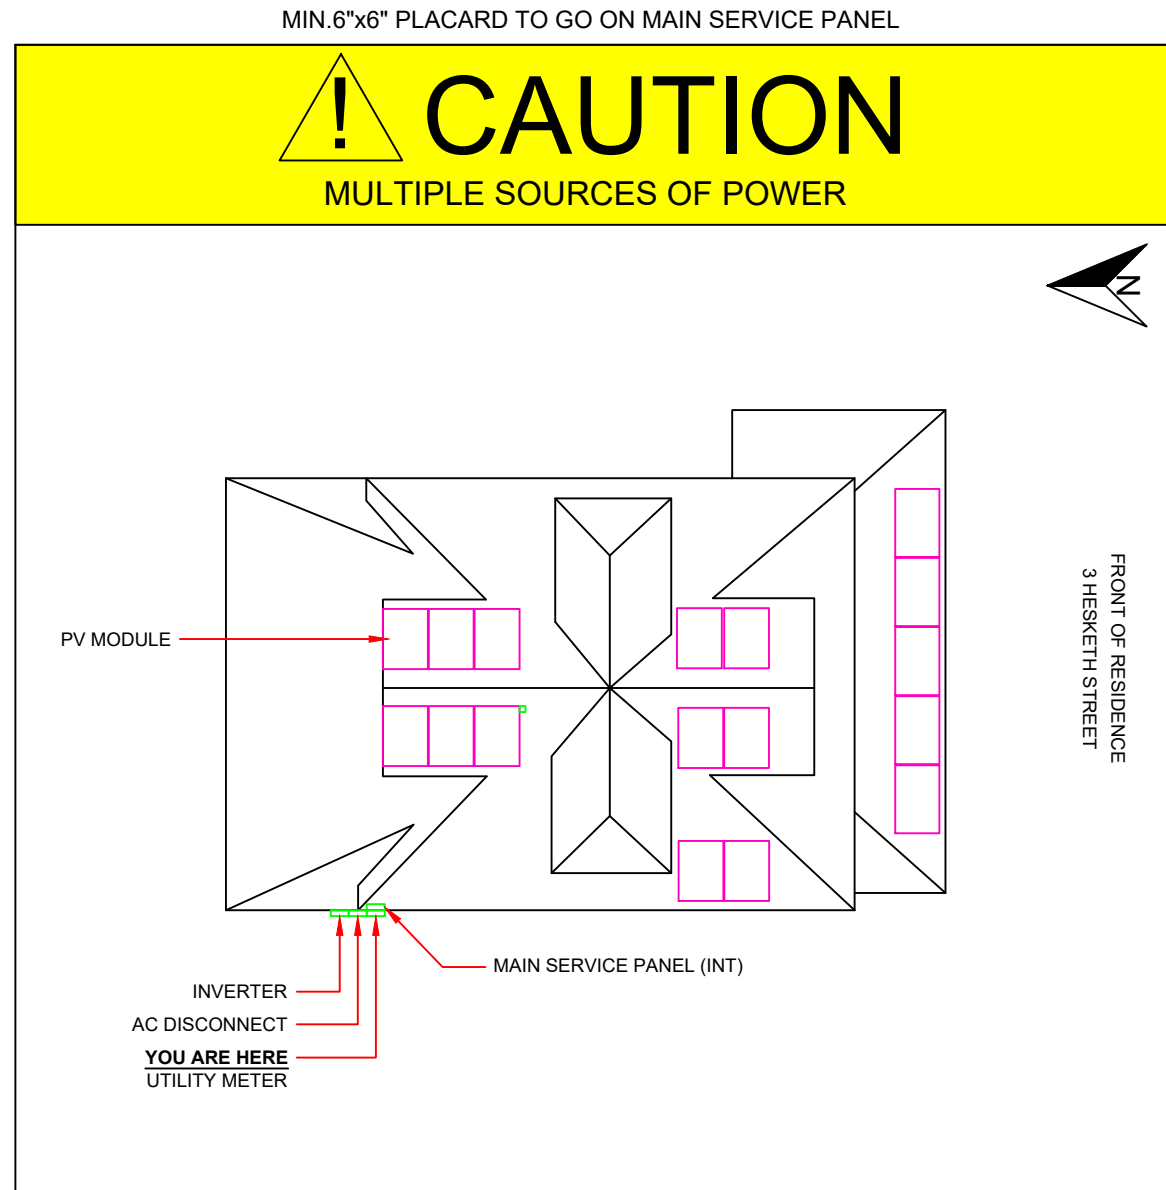 MIN.6"x6" PLACARD TO GO ON MAIN SERVICE PANEL
! CAUTION
MULTIPLE SOURCES OF POWER
N
FRONT OF RESIDENCE
3 HESKETH STREET
PV MODULE
MAIN SERVICE PANEL (INT)
INVERTER
AC DISCONNECT
YOU ARE HERE
UTILITY METER